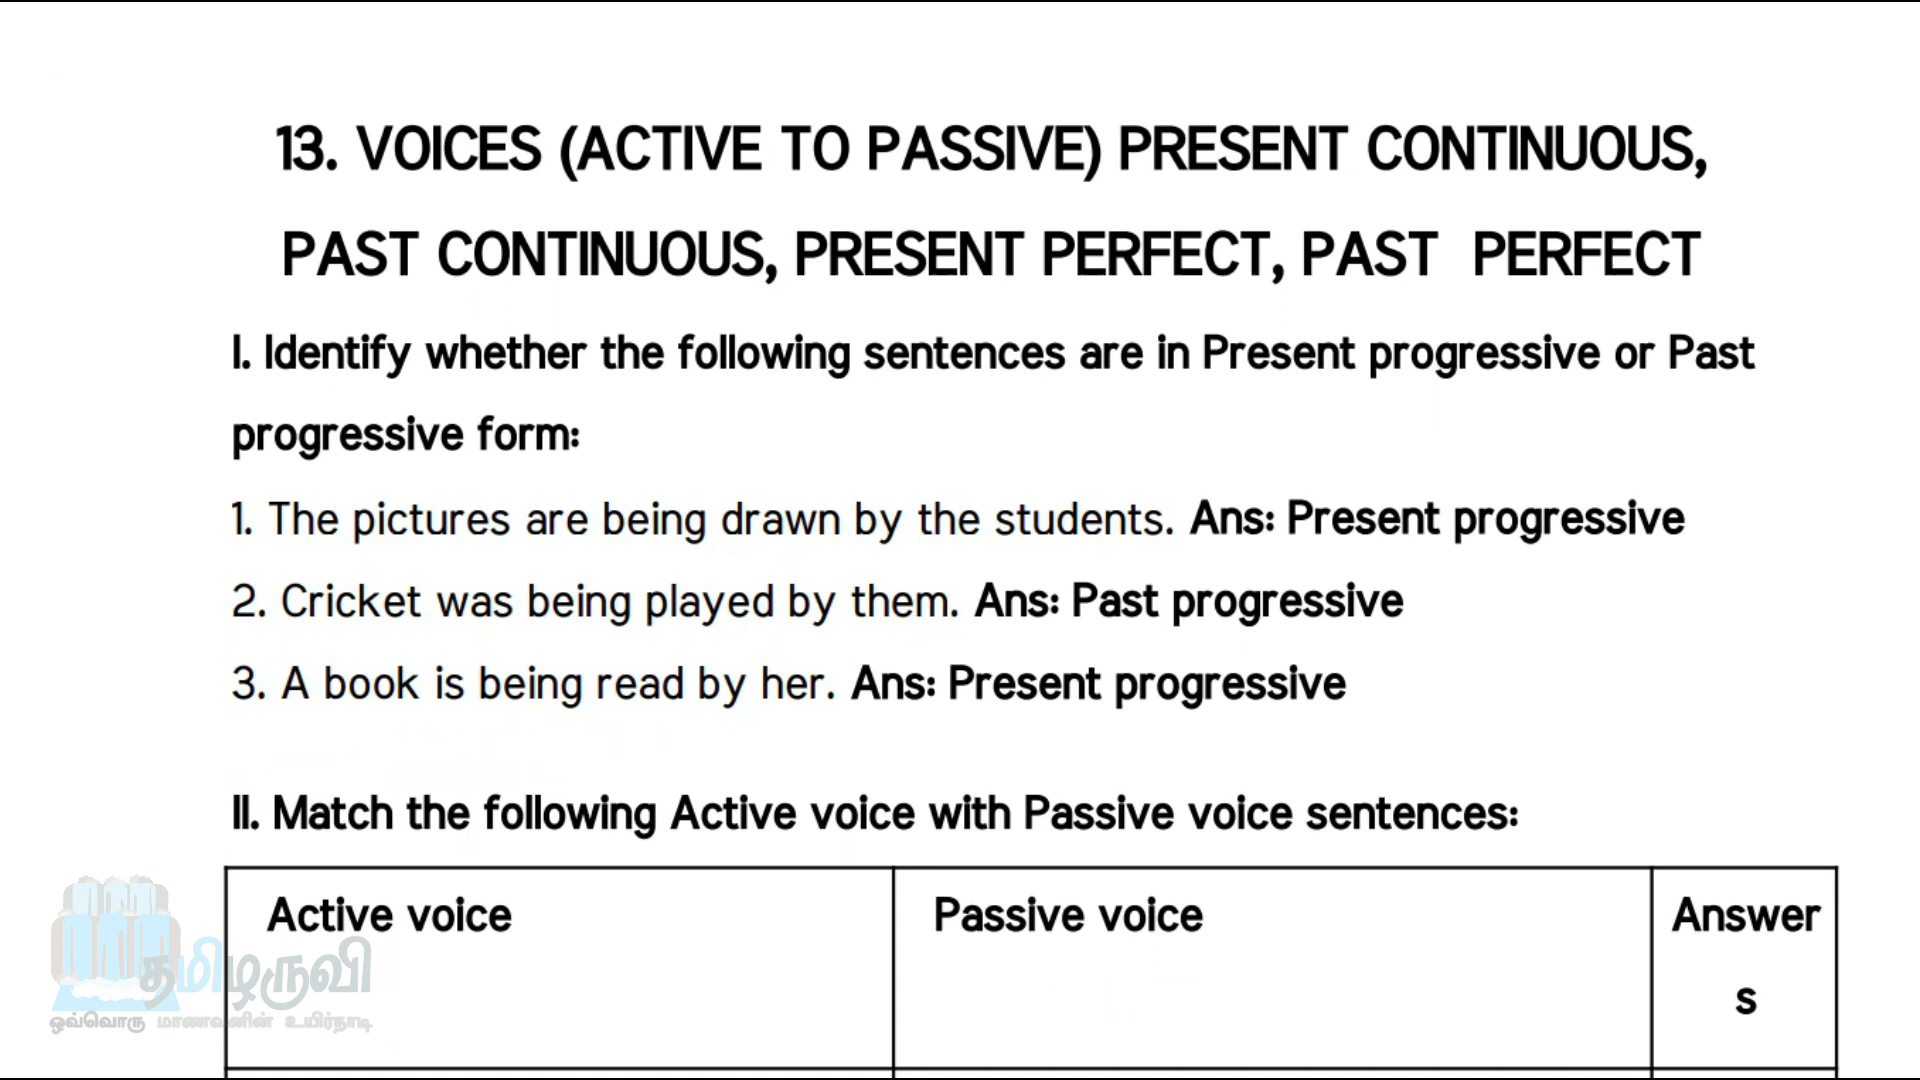 13. VOICES (ACTIVE TO PASSIVE) PRESENT CONTINUOUS,
PAST CONTINUOUS, PRESENT PERFECT, PAST PERFECT
I. Identify whether the following sentences are in Present progressive or Past
progressive form:
1. The pictures are being drawn by the students. Ans: Present progressive
2. Cricket was being played by them. Ans: Past progressive
3. A book is being read by her. Ans: Present progressive
II. Match the following Active voice with Passive voice sentences:
Active voice
Passive voice
Answer
s
தமிழருவி
ஒவ்வொரு மாணவனின் உயிர்நாடி